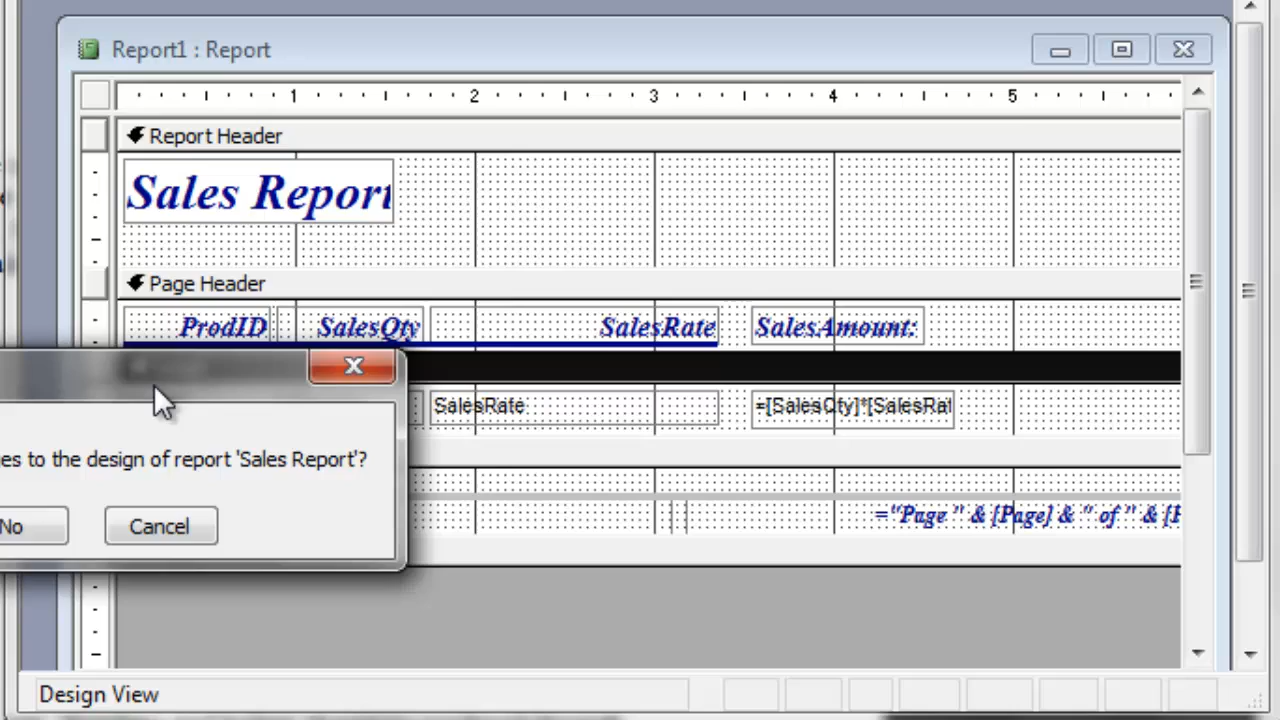 Report1 : Report
1 2 3 4 5
Report Header
Sales Report
Page Header
ProdID SalesQty SalesRate SalesAmount:
SalesRate =[SalesQty]*[SalesRat
es to the design of report 'Sales Report'?
No Cancel
="Page " & [Page] & " of " & [P
Design View